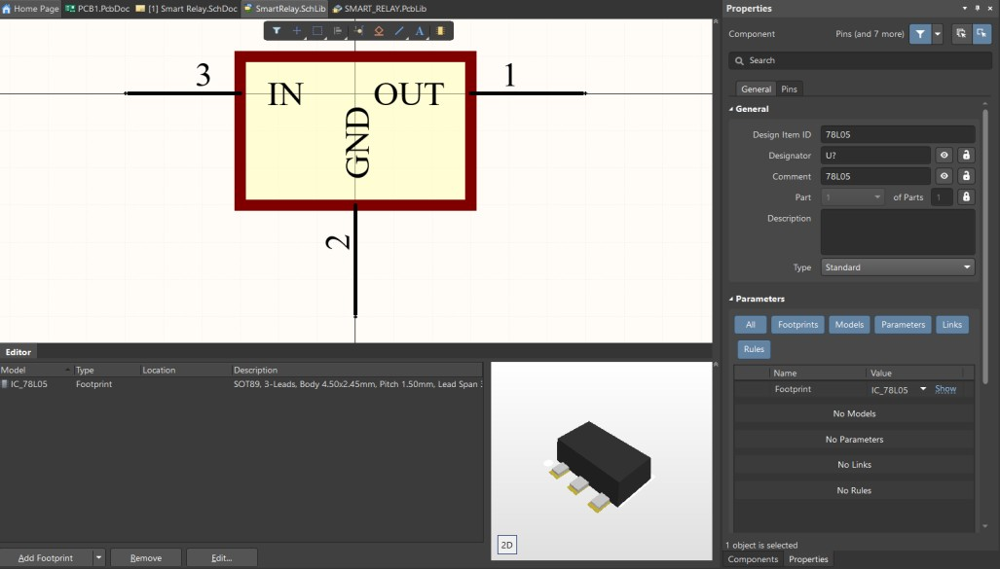 Home Page PCB1.PcbDoc [1] Smart Relay.SchDoc SmartRelay.SchLib SMART_RELAY.PcbLib
A
3 IN OUT 1
GND
2
Editor
Model Type Location Description
IC_78L05 Footprint SOT89, 3-Leads, Body 4.50x2.45mm, Pitch 1.50mm, Lead Span 3
2D
Add Footprint Remove Edit...
Properties
Component Pins (and 7 more)
Search
General Pins
General
Design Item ID 78L05
Designator U?
Comment 78L05
Part 1 of Parts 1
Description
Type Standard
Parameters
All Footprints Models Parameters Links
Rules
Name Value
Footprint IC_78L05 Show
No Models
No Parameters
No Links
No Rules
1 object is selected
Components Properties